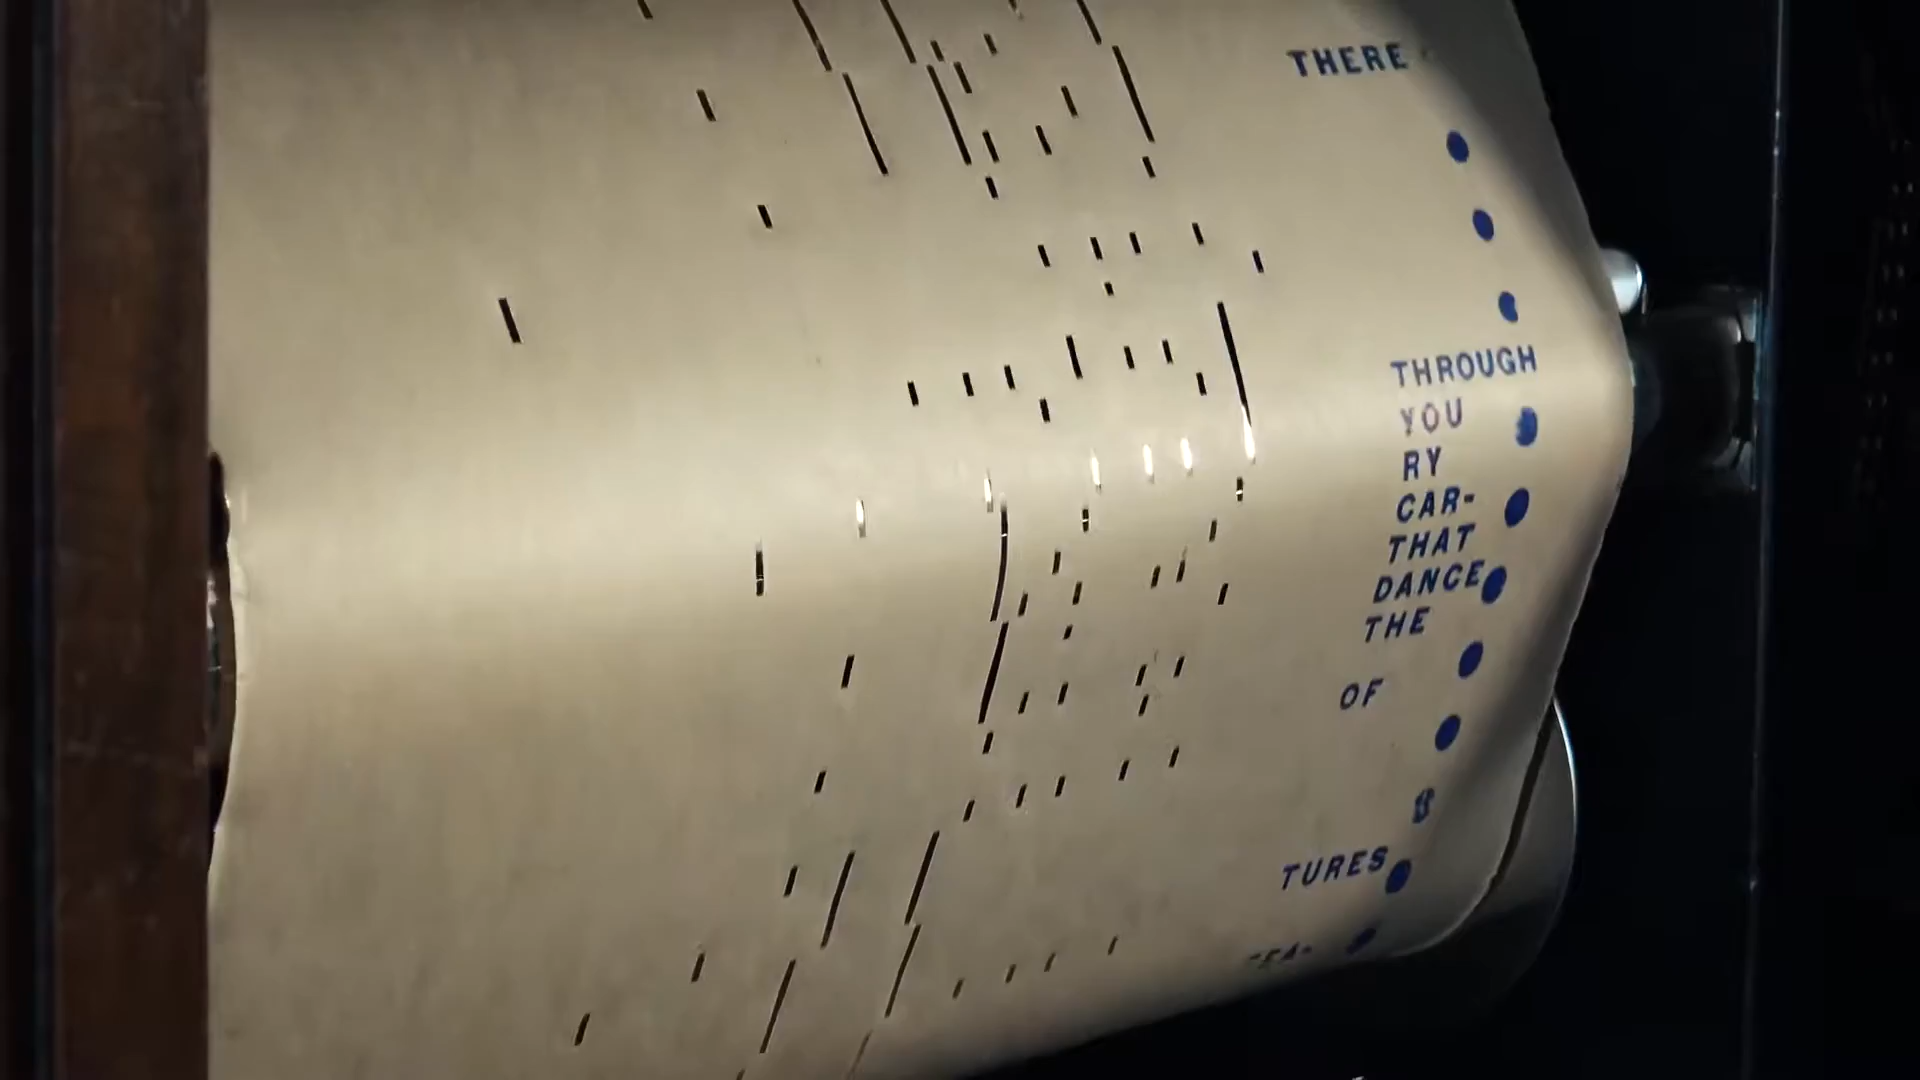 THERE
THROUGH
YOU
RY
CAR-
THAT
DANCE
THE
OF
TURES